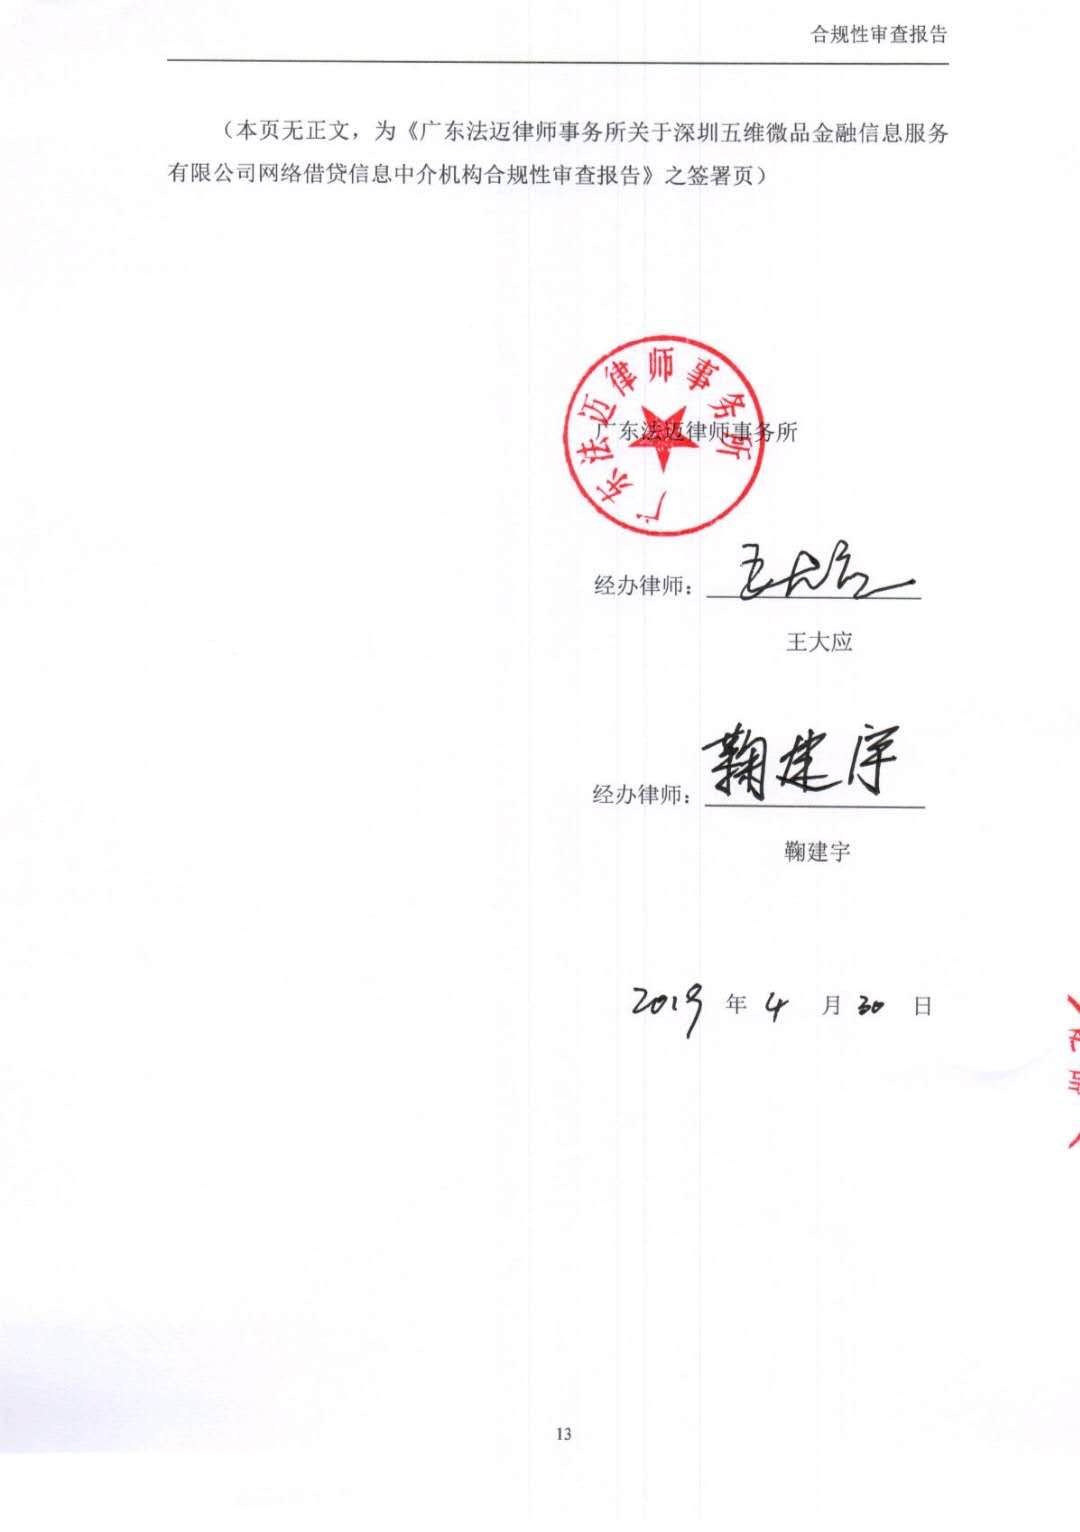 合规性审查报告
（本页无正文，为《广东法迈律师事务所关于深圳五维微品金融信息服务
有限公司网络借贷信息中介机构合规性审查报告》之签署页）
广东法迈律师事务所
广东法迈律师事务所
经办律师：王大应
王大应
经办律师：鞠建宇
鞠建宇
2019 年 4 月 30 日
13